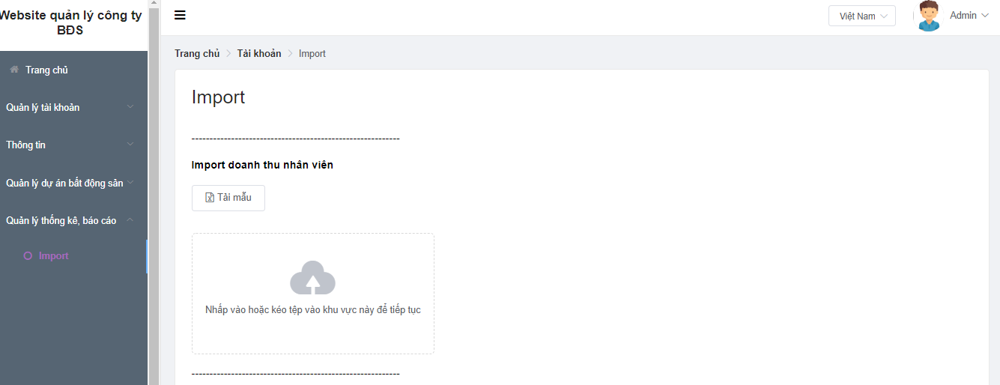 Website quản lý công ty
BĐS
Trang chủ
Quản lý tài khoản
Thông tin
Quản lý dự án bất động sản
Quản lý thống kê, báo cáo
Import
Việt Nam
Admin
Trang chủ > Tài khoản > Import
Import
----------------------------------------------------------
Import doanh thu nhân viên
Tải mẫu
Nhấp vào hoặc kéo tệp vào khu vực này để tiếp tục
----------------------------------------------------------